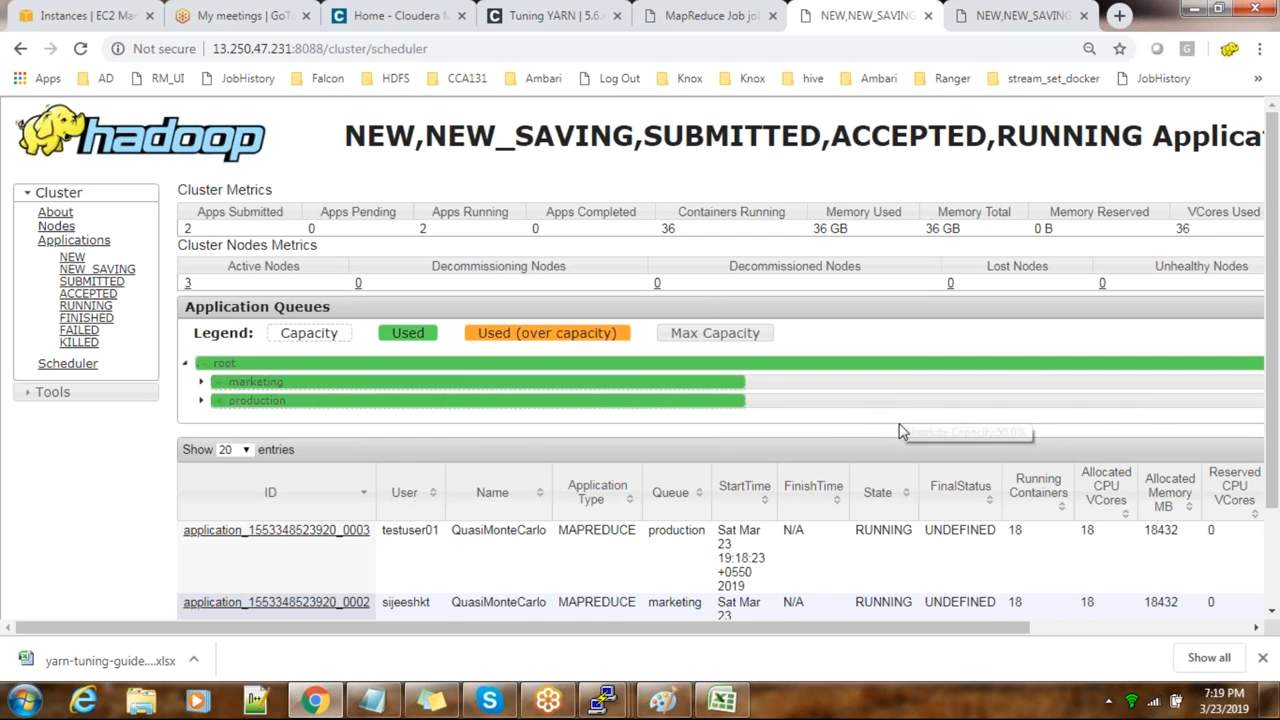 Instances | EC2 Mar
My meetings | GoT
Home - Cloudera M
Tuning YARN | 5.6.
MapReduce Job jo
NEW,NEW_SAVING,
NEW,NEW_SAVING,
Not secure | 13.250.47.231:8088/cluster/scheduler
Apps AD RM_UI JobHistory Falcon HDFS CCA131 Ambari Log Out Knox Knox hive Ambari Ranger stream_set_docker JobHistory »
hadoop
NEW,NEW_SAVING,SUBMITTED,ACCEPTED,RUNNING Applica
Cluster
About
Nodes
Applications
NEW
NEW_SAVING
SUBMITTED
ACCEPTED
RUNNING
FINISHED
FAILED
KILLED
Scheduler
Tools
Cluster Metrics
Apps Submitted Apps Pending Apps Running Apps Completed Containers Running Memory Used Memory Total Memory Reserved VCores Used
2 0 2 0 36 36 GB 36 GB 0 B 36
Cluster Nodes Metrics
Active Nodes Decommissioning Nodes Decommissioned Nodes Lost Nodes Unhealthy Nodes
3 0 0 0 0
Application Queues
Legend: Capacity Used Used (over capacity) Max Capacity
root
marketing
production
Absolute Capacity:50.0%
Show 20 entries
ID User Name Application Type Queue StartTime FinishTime State FinalStatus Running Containers Allocated CPU VCores Allocated Memory MB Reserved CPU VCores
application_1553348523920_0003 testuser01 QuasiMonteCarlo MAPREDUCE production Sat Mar N/A RUNNING UNDEFINED 18 18 18432 0
23
19:18:23
+0550
2019
application_1553348523920_0002 sijeeshkt QuasiMonteCarlo MAPREDUCE marketing Sat Mar N/A RUNNING UNDEFINED 18 18 18432 0
23
yarn-tuning-guide....xlsx
Show all
7:19 PM
3/23/2019